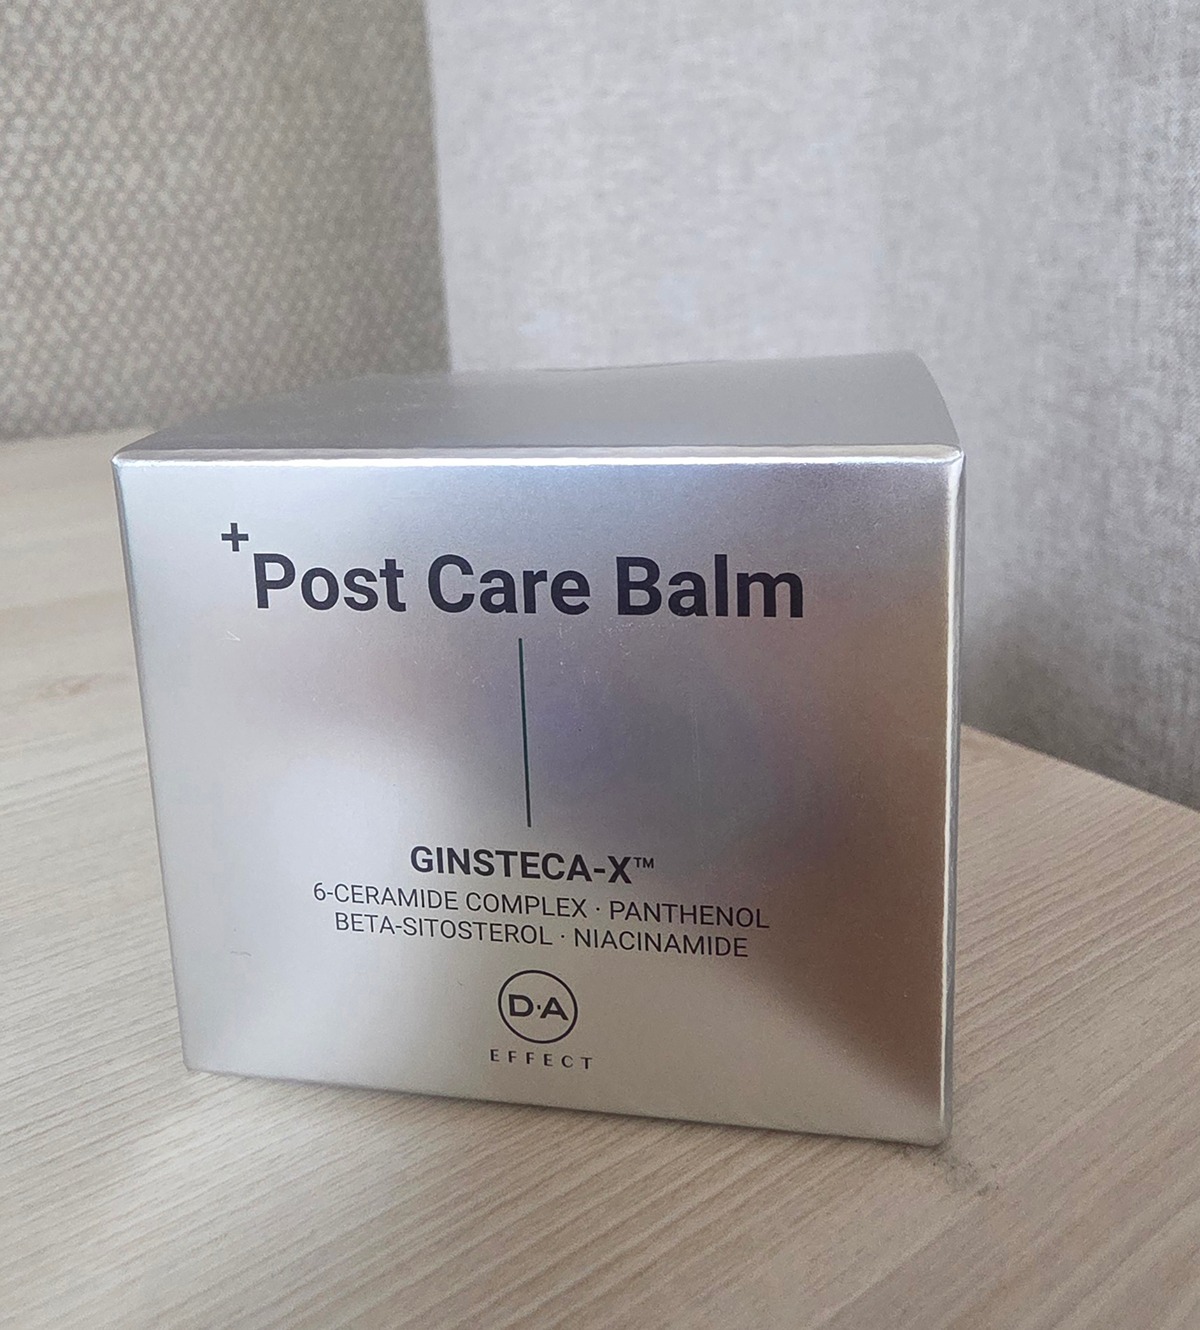 +Post Care Balm
GINSTECA-X™
6-CERAMIDE COMPLEX · PANTHENOL
BETA-SITOSTEROL · NIACINAMIDE
D·A
EFFECT